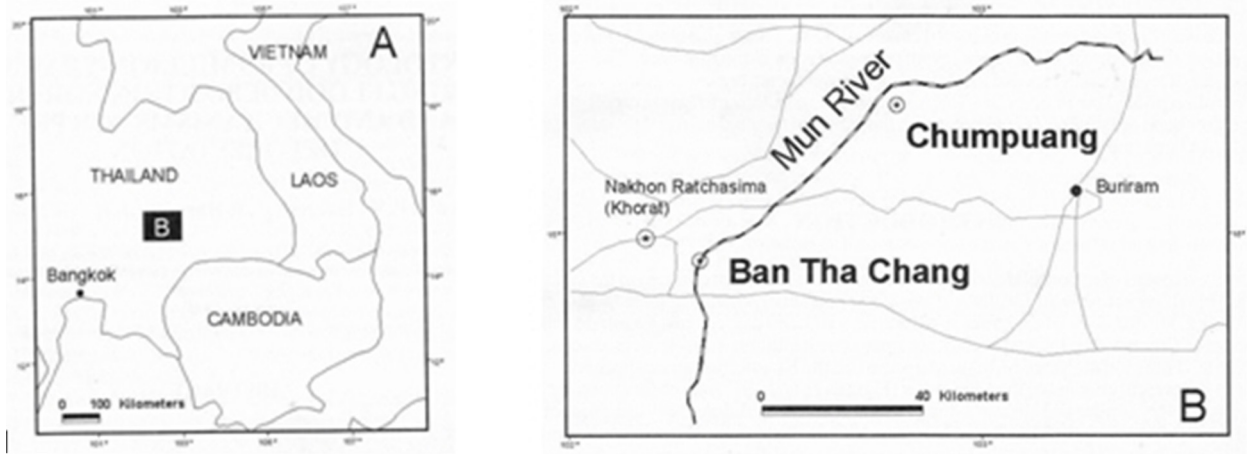 A
VIETNAM
THAILAND
LAOS
B
Bangkok
CAMBODIA
0 100 Kilometers
Mun River
Chumpuang
Nakhon Ratchasima
(Khorat)
Buriram
Ban Tha Chang
0 40 Kilometers
B